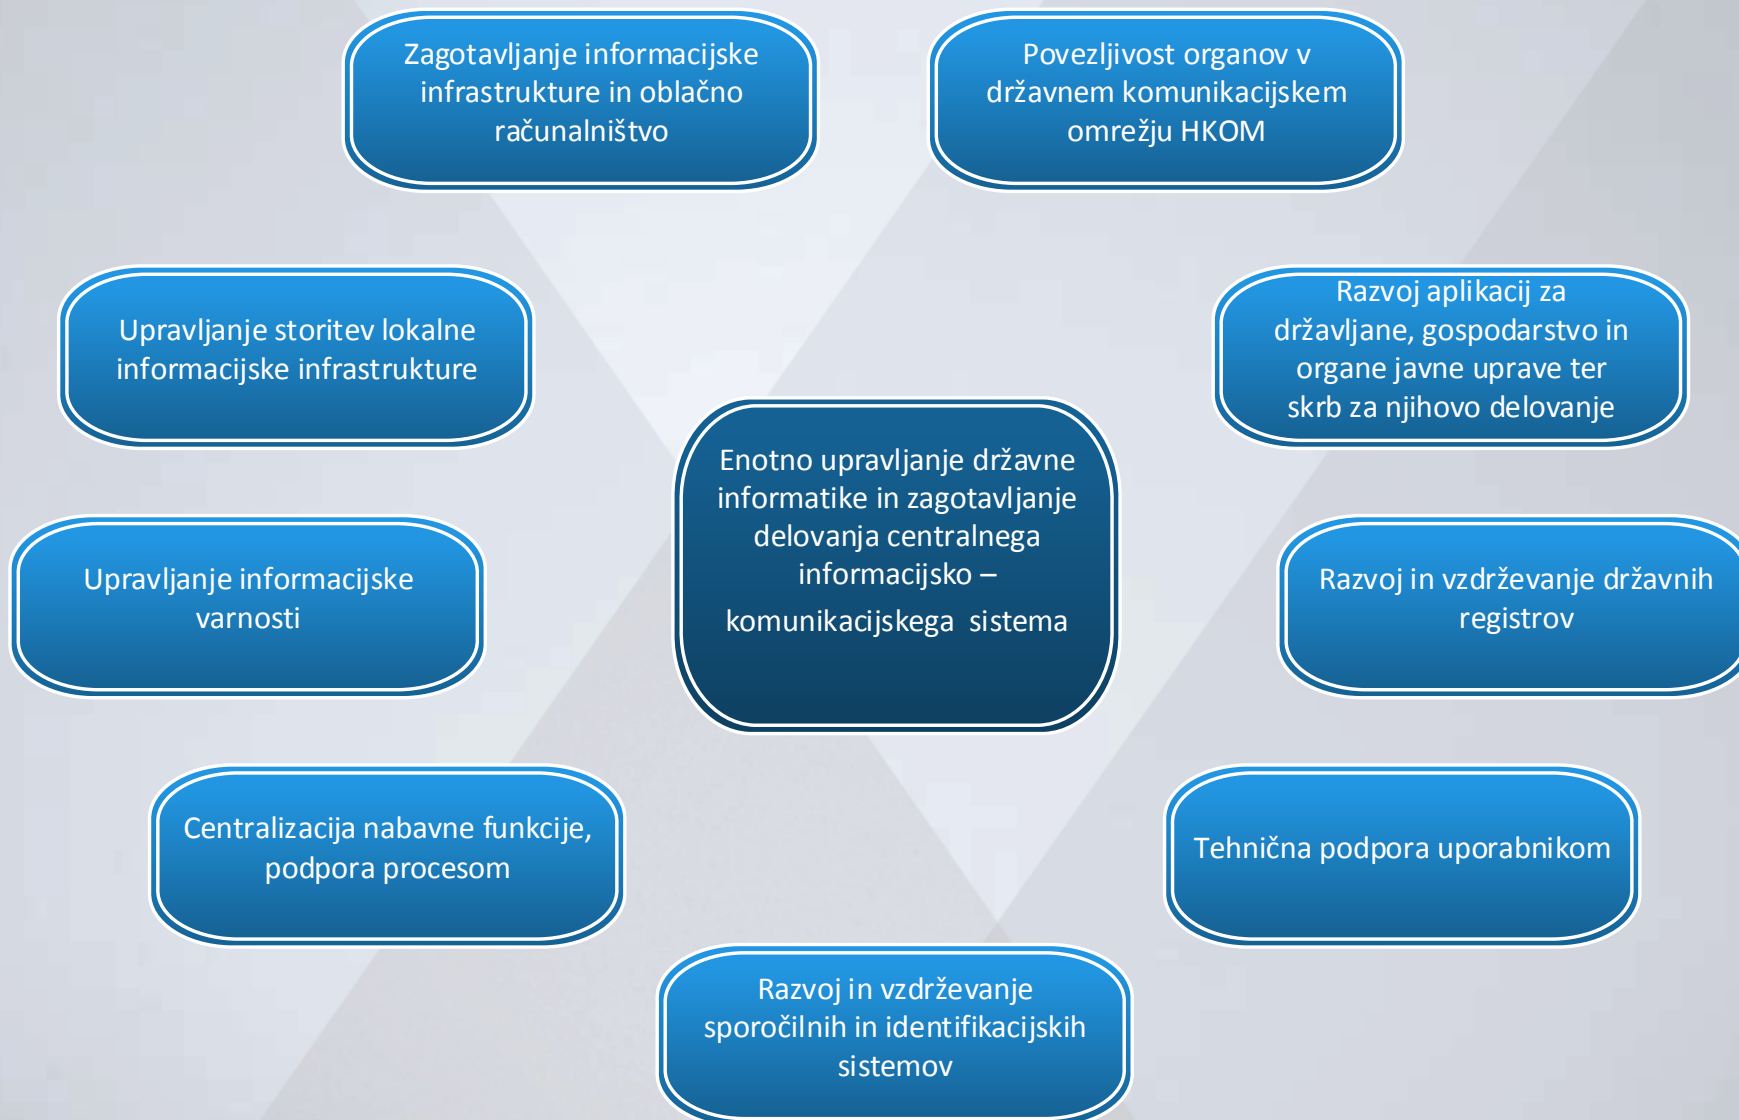 Zagotavljanje informacijske
infrastrukture in oblačno
računalništvo
Povezljivost organov v
državnem komunikacijskem
omrežju HKOM
Upravljanje storitev lokalne
informacijske infrastrukture
Razvoj aplikacij za
državljane, gospodarstvo in
organe javne uprave ter
skrb za njihovo delovanje
Enotno upravljanje državne
informatike in zagotavljanje
delovanja centralnega
informacijsko –
komunikacijskega  sistema
Upravljanje informacijske
varnosti
Razvoj in vzdrževanje državnih
registrov
Centralizacija nabavne funkcije,
podpora procesom
Tehnična podpora uporabnikom
Razvoj in vzdrževanje
sporočilnih in identifikacijskih
sistemov